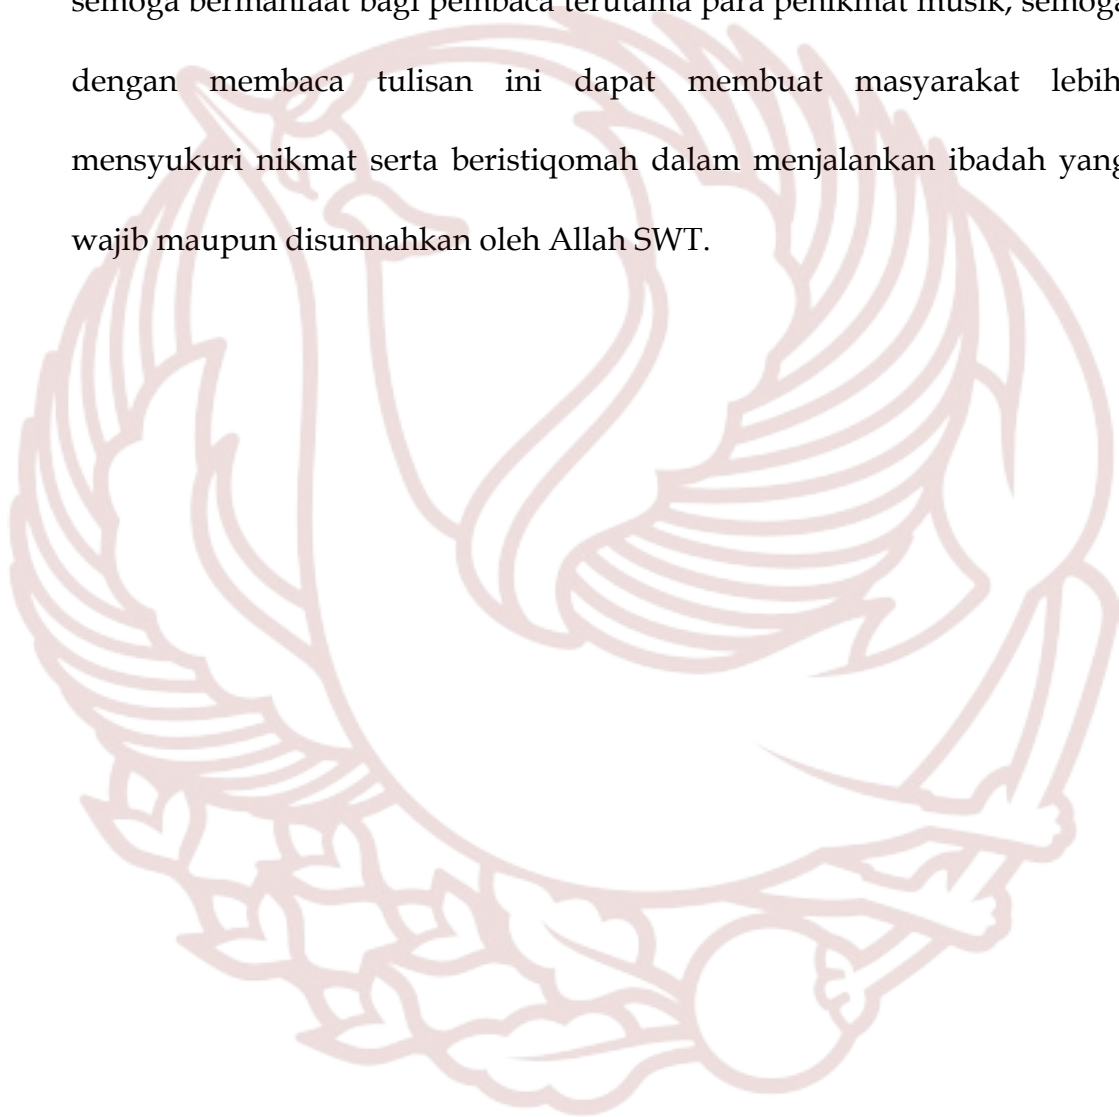 semoga bermanfaat bagi pembaca terutama para penikmat musik, semoga
dengan membaca tulisan ini dapat membuat masyarakat lebih
mensyukuri nikmat serta beristiqomah dalam menjalankan ibadah yang
wajib maupun disunnahkan oleh Allah SWT.